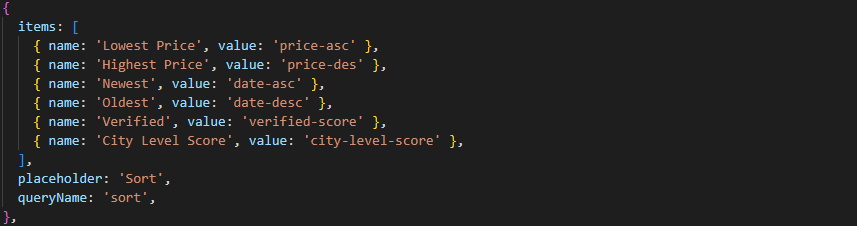 {
  items: [
    { name: 'Lowest Price', value: 'price-asc' },
    { name: 'Highest Price', value: 'price-des' },
    { name: 'Newest', value: 'date-asc' },
    { name: 'Oldest', value: 'date-desc' },
    { name: 'Verified', value: 'verified-score' },
    { name: 'City Level Score', value: 'city-level-score' },
  ],
  placeholder: 'Sort',
  queryName: 'sort',
},